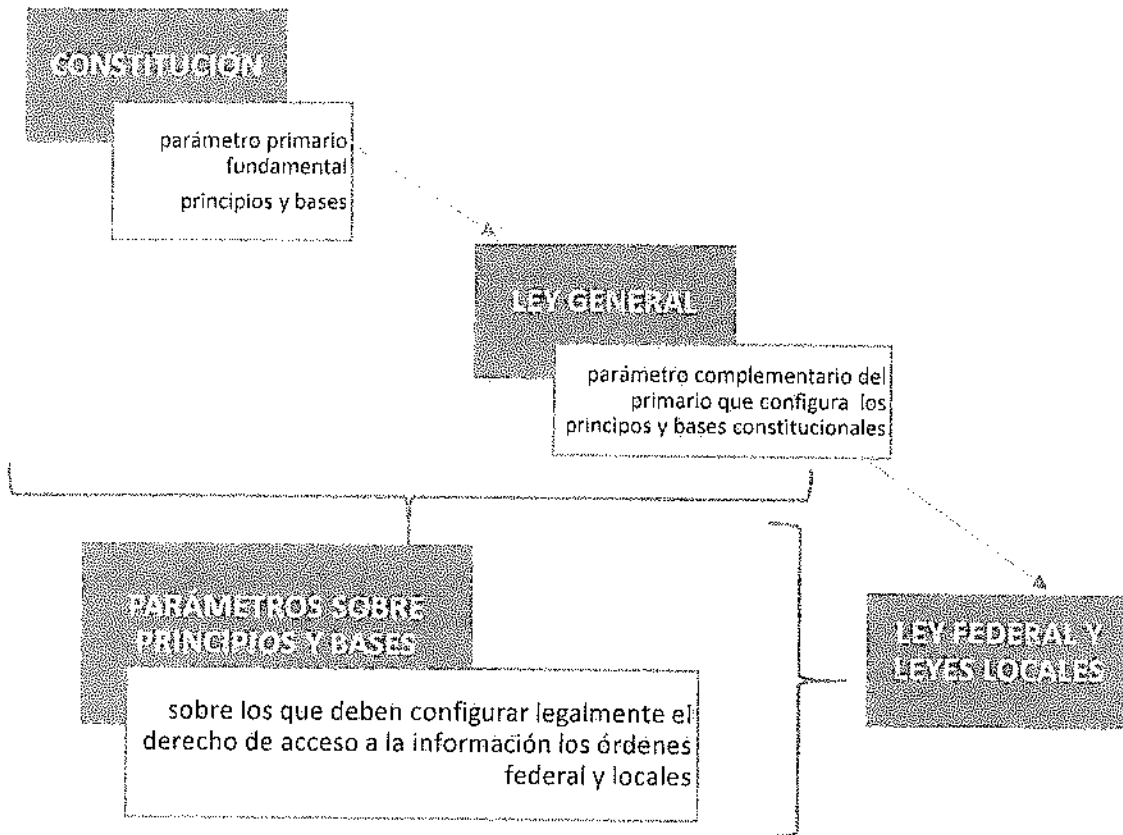 CONSTITUCIÓN
parámetro primario
fundamental
principios y bases
LEY GENERAL
parámetro complementario del
primario que configura los
principos y bases constitucionales
PARÁMETROS SOBRE
PRINCIPIOS Y BASES
sobre los que deben configurar legalmente el
derecho de acceso a la información los órdenes
federal y locales
LEY FEDERAL Y
LEYES LOCALES